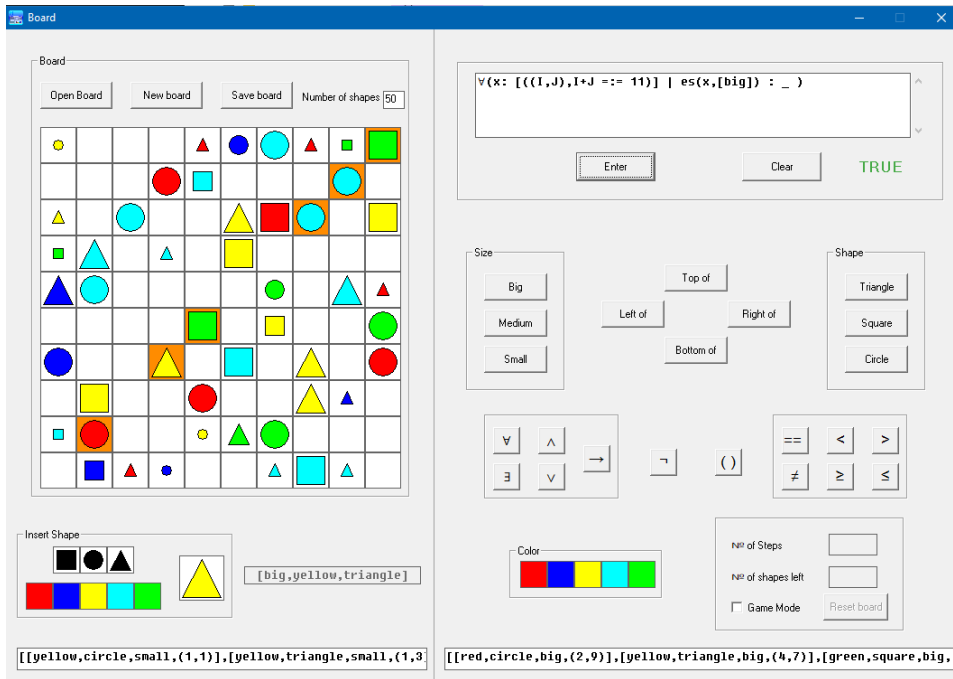 Board
Board
Open Board
New board
Save board
Number of shapes 50
∀(x: [((I,J),I+J =:= 11)] | es(x,[big]) : _ )
Enter
Clear
TRUE
Size
Big
Medium
Small
Top of
Left of
Right of
Bottom of
Shape
Triangle
Square
Circle
∀ ∧
→
∃ ∨
¬
()
== < >
≠ ≥ ≤
Insert Shape
[big,yellow,triangle]
Color
Nº of Steps
Nº of shapes left
Game Mode
Reset board
[[yellow,circle,small,(1,1)],[yellow,triangle,small,(1,3
[[red,circle,big,(2,9)],[yellow,triangle,big,(4,7)],[green,square,big,